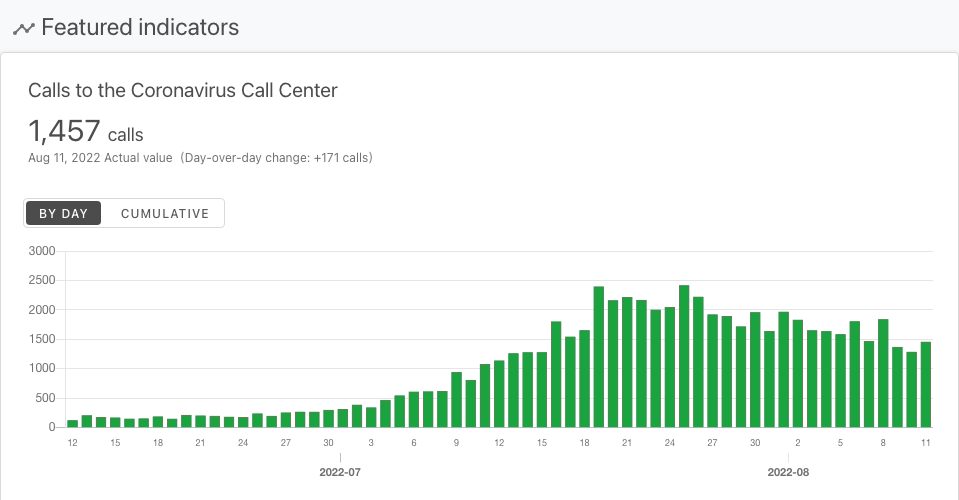 Featured indicators
Calls to the Coronavirus Call Center
1,457 calls
Aug 11, 2022 Actual value (Day-over-day change: +171 calls)
BY DAY CUMULATIVE
3000
2500
2000
1500
1000
500
0
12 15 18 21 24 27 30 3 6 9 12 15 18 21 24 27 30 2 5 8 11
2022-07 2022-08